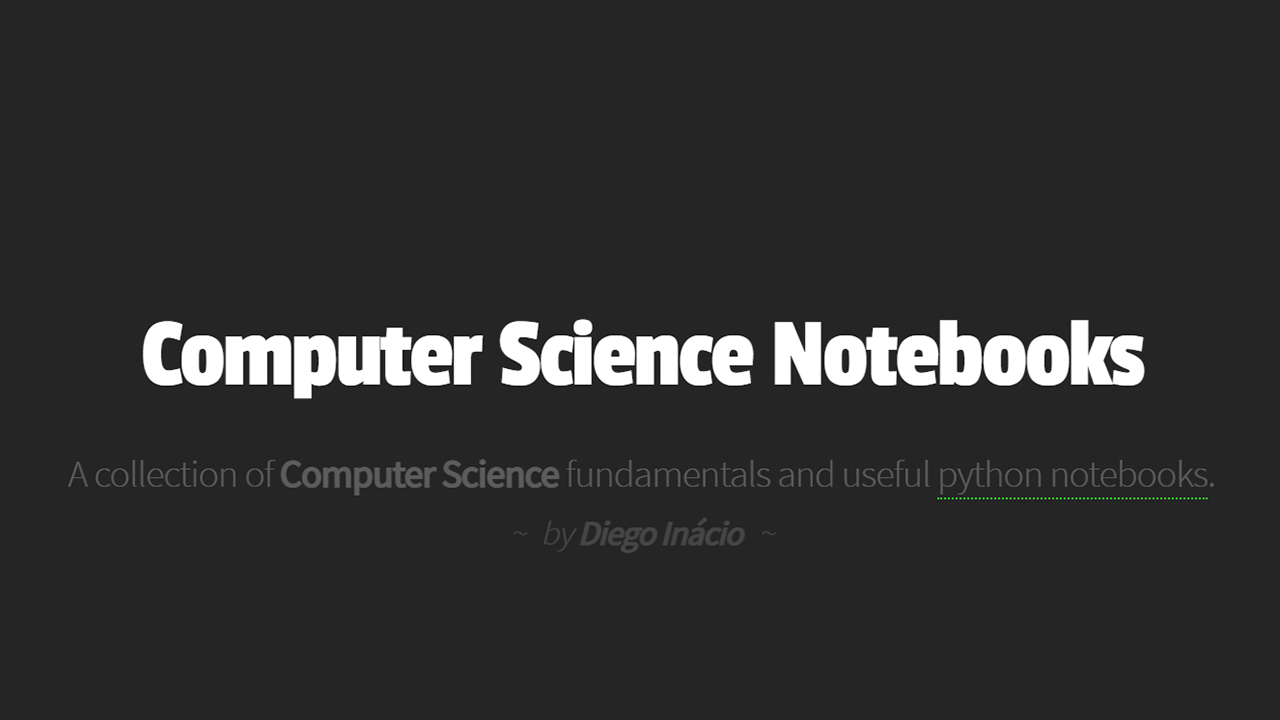 Computer Science Notebooks
A collection of Computer Science fundamentals and useful python notebooks.
~ by Diego Inácio ~